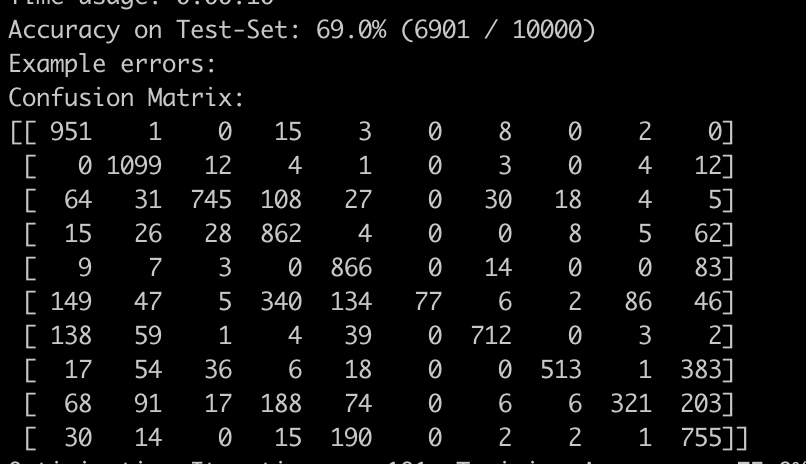 Time usage: 0:00:10
Accuracy on Test-Set: 69.0% (6901 / 10000)
Example errors:
Confusion Matrix:
[[ 951 1 0 15 3 0 8 0 2 0]
[ 0 1099 12 4 1 0 3 0 4 12]
[ 64 31 745 108 27 0 30 18 4 5]
[ 15 26 28 862 4 0 0 8 5 62]
[ 9 7 3 0 866 0 14 0 0 83]
[ 149 47 5 340 134 77 6 2 86 46]
[ 138 59 1 4 39 0 712 0 3 2]
[ 17 54 36 6 18 0 0 513 1 383]
[ 68 91 17 188 74 0 6 6 321 203]
[ 30 14 0 15 190 0 2 2 1 755]]